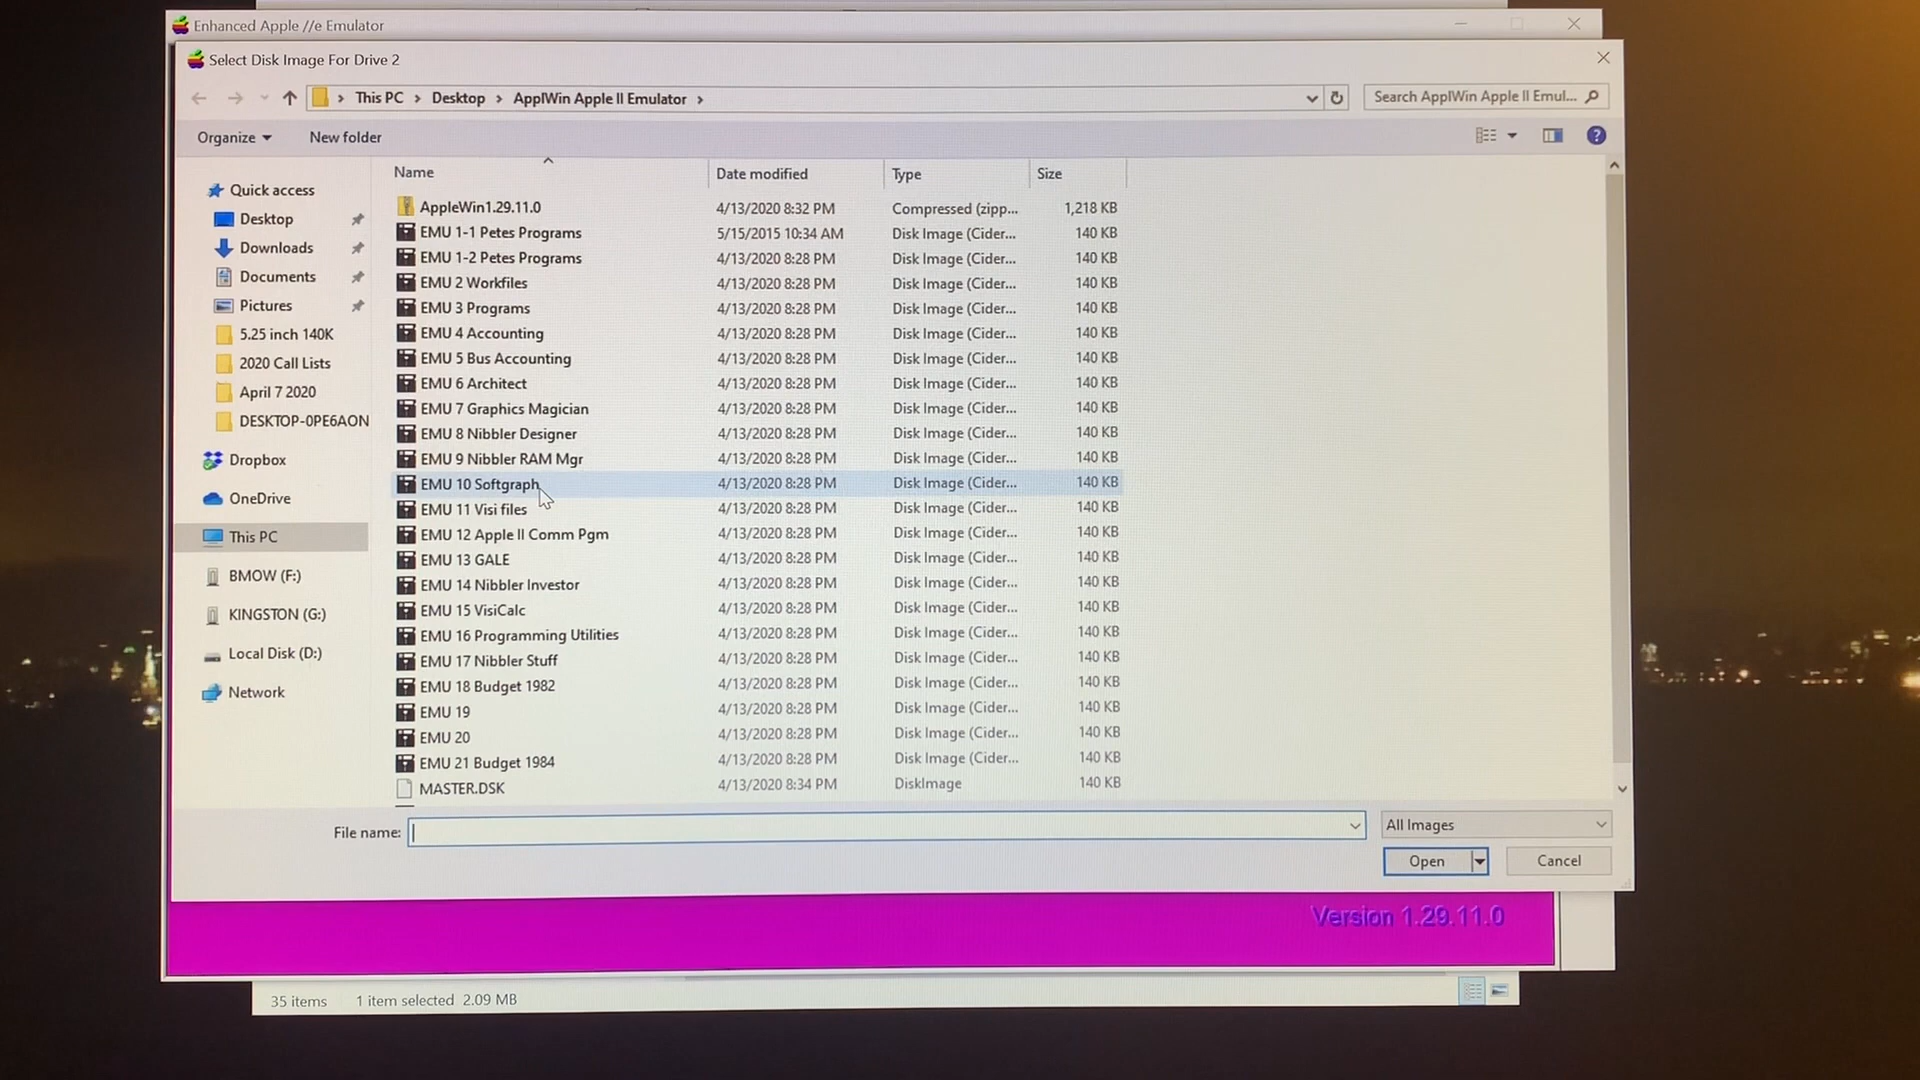 Enhanced Apple //e Emulator
Select Disk Image For Drive 2
This PC > Desktop > ApplWin Apple II Emulator >
Search ApplWin Apple II Emul...
Organize
New folder
?
Name Date modified Type Size
AppleWin1.29.11.0 4/13/2020 8:32 PM Compressed (zipp... 1,218 KB
EMU 1-1 Petes Programs 5/15/2015 10:34 AM Disk Image (Cider... 140 KB
EMU 1-2 Petes Programs 4/13/2020 8:28 PM Disk Image (Cider... 140 KB
EMU 2 Workfiles 4/13/2020 8:28 PM Disk Image (Cider... 140 KB
EMU 3 Programs 4/13/2020 8:28 PM Disk Image (Cider... 140 KB
EMU 4 Accounting 4/13/2020 8:28 PM Disk Image (Cider... 140 KB
EMU 5 Bus Accounting 4/13/2020 8:28 PM Disk Image (Cider... 140 KB
EMU 6 Architect 4/13/2020 8:28 PM Disk Image (Cider... 140 KB
EMU 7 Graphics Magician 4/13/2020 8:28 PM Disk Image (Cider... 140 KB
EMU 8 Nibbler Designer 4/13/2020 8:28 PM Disk Image (Cider... 140 KB
EMU 9 Nibbler RAM Mgr 4/13/2020 8:28 PM Disk Image (Cider... 140 KB
EMU 10 Softgraph 4/13/2020 8:28 PM Disk Image (Cider... 140 KB
EMU 11 Visi files 4/13/2020 8:28 PM Disk Image (Cider... 140 KB
EMU 12 Apple II Comm Pgm 4/13/2020 8:28 PM Disk Image (Cider... 140 KB
EMU 13 GALE 4/13/2020 8:28 PM Disk Image (Cider... 140 KB
EMU 14 Nibbler Investor 4/13/2020 8:28 PM Disk Image (Cider... 140 KB
EMU 15 VisiCalc 4/13/2020 8:28 PM Disk Image (Cider... 140 KB
EMU 16 Programming Utilities 4/13/2020 8:28 PM Disk Image (Cider... 140 KB
EMU 17 Nibbler Stuff 4/13/2020 8:28 PM Disk Image (Cider... 140 KB
EMU 18 Budget 1982 4/13/2020 8:28 PM Disk Image (Cider... 140 KB
EMU 19 4/13/2020 8:28 PM Disk Image (Cider... 140 KB
EMU 20 4/13/2020 8:28 PM Disk Image (Cider... 140 KB
EMU 21 Budget 1984 4/13/2020 8:28 PM Disk Image (Cider... 140 KB
MASTER.DSK 4/13/2020 8:34 PM DiskImage 140 KB
Quick access
Desktop
Downloads
Documents
Pictures
5.25 inch 140K
2020 Call Lists
April 7 2020
DESKTOP-0PE6AON
Dropbox
OneDrive
This PC
BMOW (F:)
KINGSTON (G:)
Local Disk (D:)
Network
File name:
All Images
Open
Cancel
Version 1.29.11.0
35 items 1 item selected 2.09 MB